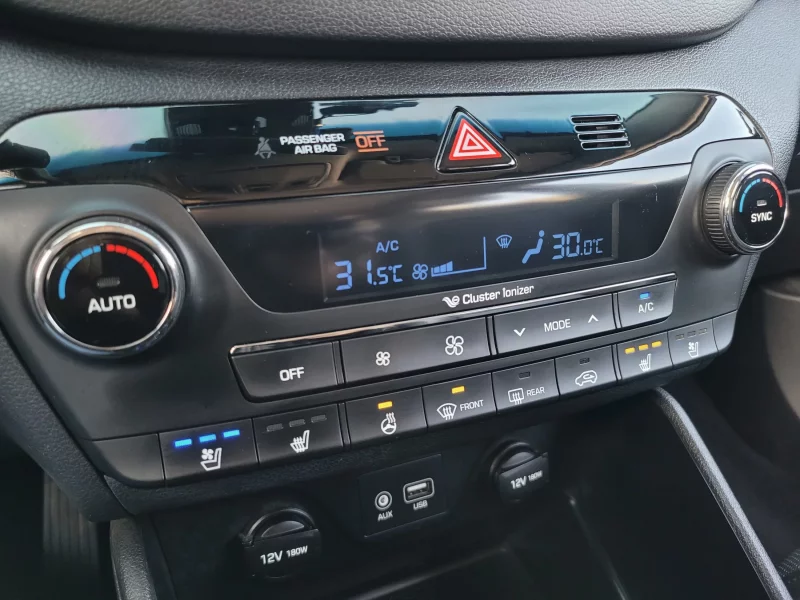 PASSENGER
AIR BAG OFF
A/C
31.5°C
30.0°C
SYNC
AUTO
Cluster Ionizer
OFF
MODE
A/C
FRONT
REAR
AUX
USB
12V 180W
12V 180W